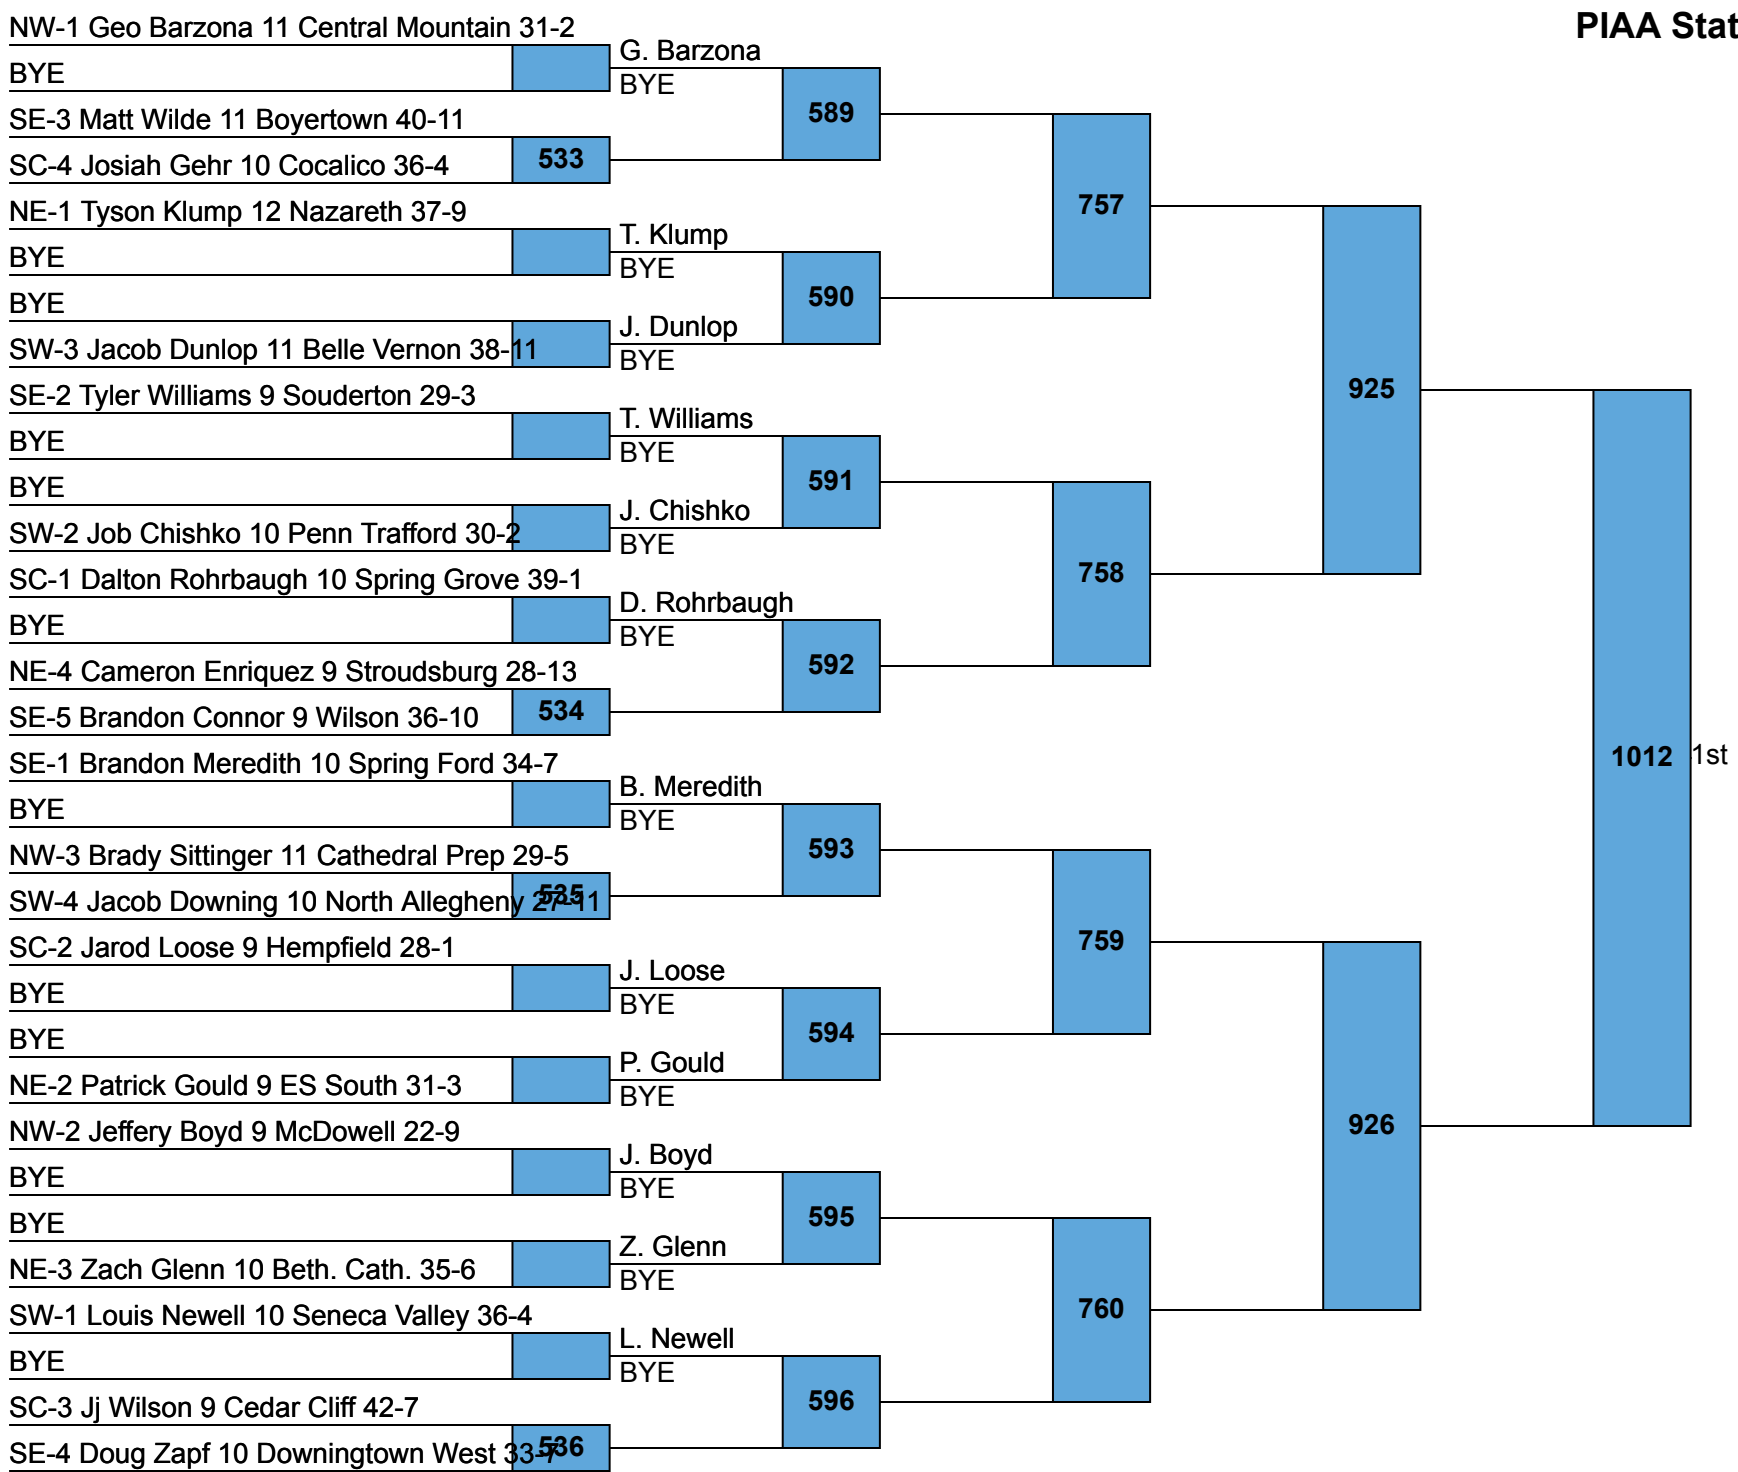 PIAA Stat
NW-1 Geo Barzona 11 Central Mountain 31-2
G. Barzona
BYE
BYE
589
SE-3 Matt Wilde 11 Boyertown 40-11
533
SC-4 Josiah Gehr 10 Cocalico 36-4
757
NE-1 Tyson Klump 12 Nazareth 37-9
T. Klump
BYE
BYE
590
BYE
J. Dunlop
SW-3 Jacob Dunlop 11 Belle Vernon 38-11
BYE
925
SE-2 Tyler Williams 9 Souderton 29-3
T. Williams
BYE
BYE
591
BYE
J. Chishko
SW-2 Job Chishko 10 Penn Trafford 30-2
BYE
758
SC-1 Dalton Rohrbaugh 10 Spring Grove 39-1
D. Rohrbaugh
BYE
BYE
592
NE-4 Cameron Enriquez 9 Stroudsburg 28-13
534
SE-5 Brandon Connor 9 Wilson 36-10
1012
1st
SE-1 Brandon Meredith 10 Spring Ford 34-7
B. Meredith
BYE
BYE
593
NW-3 Brady Sittinger 11 Cathedral Prep 29-5
535
SW-4 Jacob Downing 10 North Allegheny 27-11
759
SC-2 Jarod Loose 9 Hempfield 28-1
J. Loose
BYE
BYE
594
BYE
P. Gould
NE-2 Patrick Gould 9 ES South 31-3
BYE
926
NW-2 Jeffery Boyd 9 McDowell 22-9
J. Boyd
BYE
BYE
595
BYE
Z. Glenn
NE-3 Zach Glenn 10 Beth. Cath. 35-6
BYE
760
SW-1 Louis Newell 10 Seneca Valley 36-4
L. Newell
BYE
BYE
596
SC-3 Jj Wilson 9 Cedar Cliff 42-7
536
SE-4 Doug Zapf 10 Downingtown West 33-7